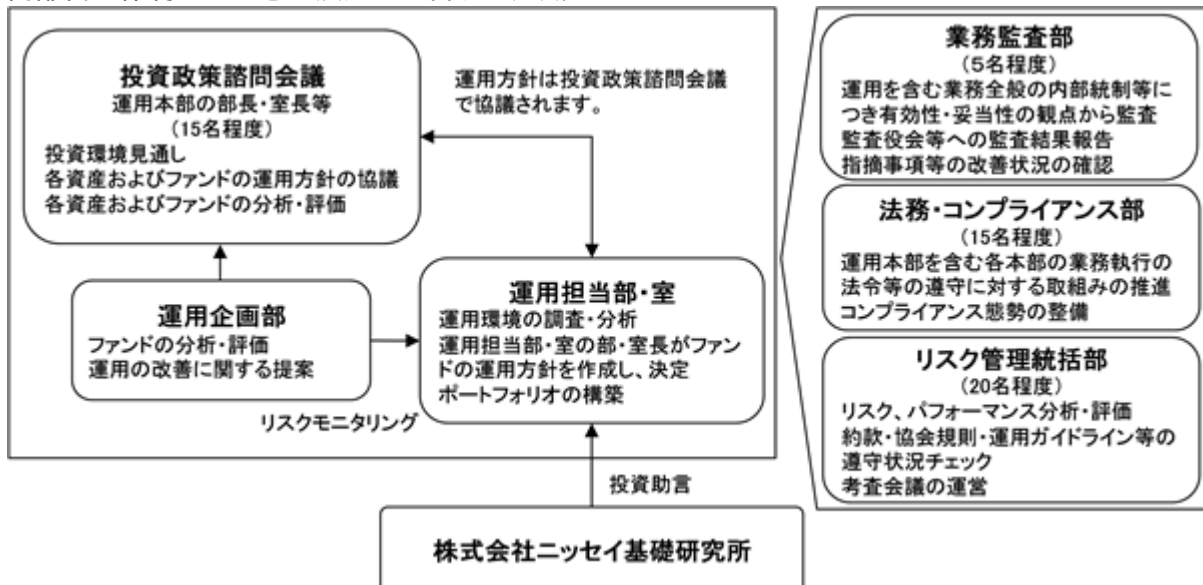 投資政策諮問会議
運用本部の部長・室長等
(15名程度)
投資環境見通し
各資産およびファンドの運用方針の協議
各資産およびファンドの分析・評価
運用方針は投資政策諮問会議
で協議されます。
運用企画部
ファンドの分析・評価
運用の改善に関する提案
リスクモニタリング
運用担当部・室
運用環境の調査・分析
運用担当部・室の部・室長がファン
ドの運用方針を作成し、決定
ポートフォリオの構築
投資助言
株式会社ニッセイ基礎研究所
業務監査部
(5名程度)
運用を含む業務全般の内部統制等に
つき有効性・妥当性の観点から監査
監査役会等への監査結果報告
指摘事項等の改善状況の確認
法務・コンプライアンス部
(15名程度)
運用本部を含む各本部の業務執行の
法令等の遵守に対する取組みの推進
コンプライアンス態勢の整備
リスク管理統括部
(20名程度)
リスク、パフォーマンス分析・評価
約款・協会規則・運用ガイドライン等の
遵守状況チェック
考査会議の運営